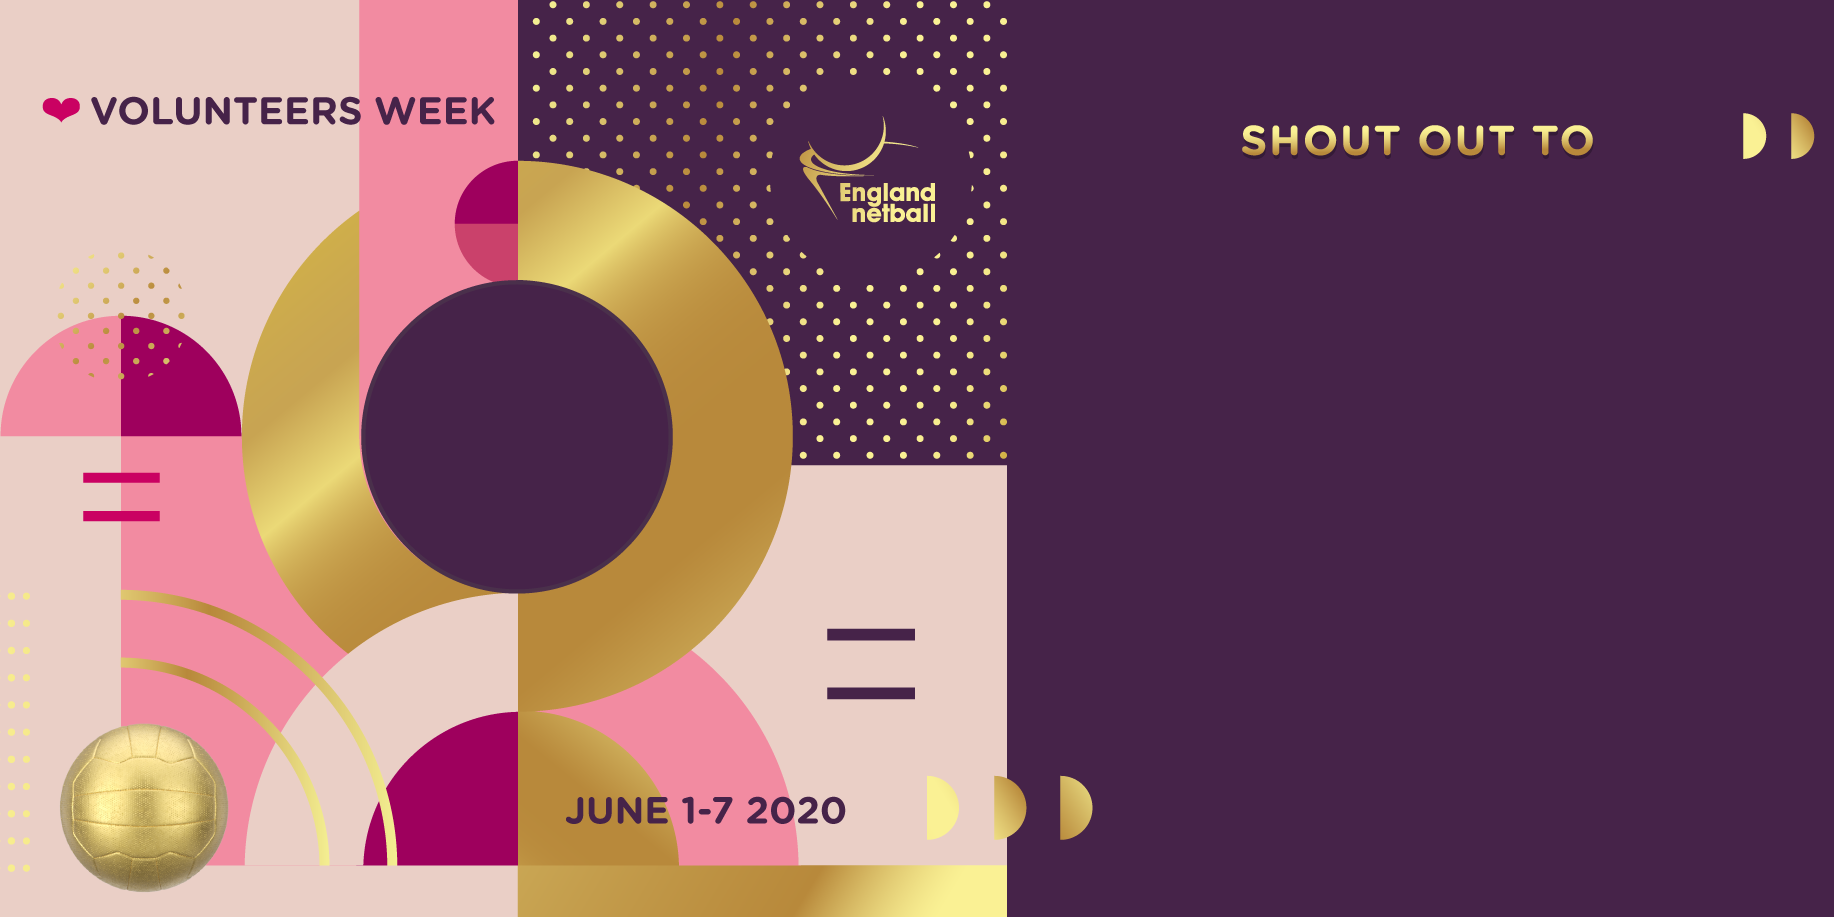 VOLUNTEERS WEEK
England
netball
SHOUT OUT TO
JUNE 1-7 2020